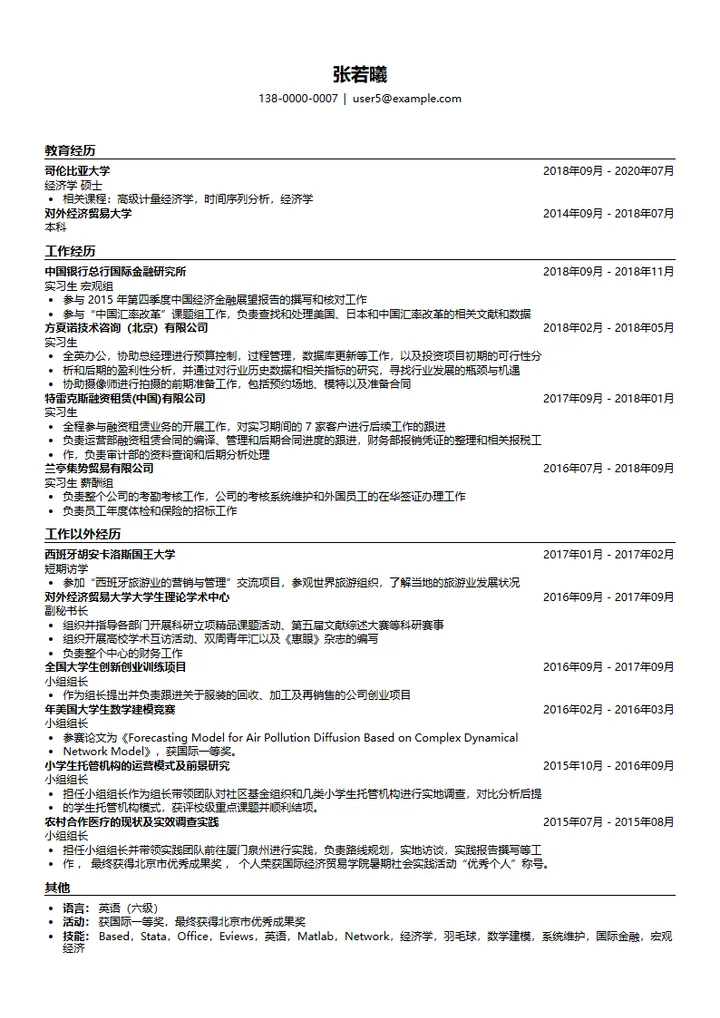 张若曦
138-0000-0007 | user5@example.com
教育经历
哥伦比亚大学 2018年09月 - 2020年07月
经济学 硕士
• 相关课程：高级计量经济学，时间序列分析，经济学
对外经济贸易大学 2014年09月 - 2018年07月
本科
工作经历
中国银行总行国际金融研究所 2018年09月 - 2018年11月
实习生 宏观组
• 参与 2015 年第四季度中国经济金融展望报告的撰写和核对工作
• 参与“中国汇率改革”课题组工作，负责查找和处理美国、日本和中国汇率改革的相关文献和数据
方夏诺技术咨询（北京）有限公司 2018年02月 - 2018年05月
实习生
• 全英办公，协助总经理进行预算控制，过程管理，数据库更新等工作，以及投资项目初期的可行性分
• 析和后期的盈利性分析，并通过对行业历史数据和相关指标的研究，寻找行业发展的瓶颈与机遇
• 协助摄像师进行拍摄的前期准备工作，包括预约场地、模特以及准备合同
特雷克斯融资租赁(中国)有限公司 2017年09月 - 2018年01月
实习生
• 全程参与融资租赁业务的开展工作，对实习期间的 7 家客户进行后续工作的跟进
• 负责运营部融资租赁合同的编译、管理和后期合同进度的跟进，财务部报销凭证的整理和相关报税工
• 作，负责审计部的资料查询和后期分析处理
兰亭集势贸易有限公司 2016年07月 - 2018年09月
实习生 薪酬组
• 负责整个公司的考勤考核工作，公司的考核系统维护和外国员工的在华签证办理工作
• 负责员工年度体检和保险的招标工作
工作以外经历
西班牙胡安卡洛斯国王大学 2017年01月 - 2017年02月
短期访学
• 参加“西班牙旅游业的营销与管理”交流项目，参观世界旅游组织，了解当地的旅游业发展状况
对外经济贸易大学大学生理论学术中心 2016年09月 - 2017年09月
副秘书长
• 组织并指导各部门开展科研立项精品课题活动、第五届文献综述大赛等科研赛事
• 组织开展高校学术互访活动、双周青年汇以及《惠眼》杂志的编写
• 负责整个中心的财务工作
全国大学生创新创业训练项目 2016年09月 - 2017年09月
小组组长
• 作为组长提出并负责跟进关于服装的回收、加工及再销售的公司创业项目
年美国大学生数学建模竞赛 2016年02月 - 2016年03月
小组组长
• 参赛论文为《Forecasting Model for Air Pollution Diffusion Based on Complex Dynamical
• Network Model》，获国际一等奖。
小学生托管机构的运营模式及前景研究 2015年10月 - 2016年09月
小组组长
• 担任小组组长作为组长带领团队对社区基金组织和几类小学生托管机构进行实地调查，对比分析后提
• 的学生托管机构模式，获评校级重点课题并顺利结项。
农村合作医疗的现状及实效调查实践 2015年07月 - 2015年08月
小组组长
• 担任小组组长并带领实践团队前往厦门泉州进行实践，负责路线规划，实地访谈，实践报告撰写等工
• 作 ， 最终获得北京市优秀成果奖 ， 个人荣获国际经济贸易学院暑期社会实践活动“优秀个人”称号。
其他
• 语言： 英语（六级）
• 活动： 获国际一等奖，最终获得北京市优秀成果奖
• 技能： Based，Stata，Office，Eviews，英语，Matlab，Network，经济学，羽毛球，数学建模，系统维护，国际金融，宏观
经济